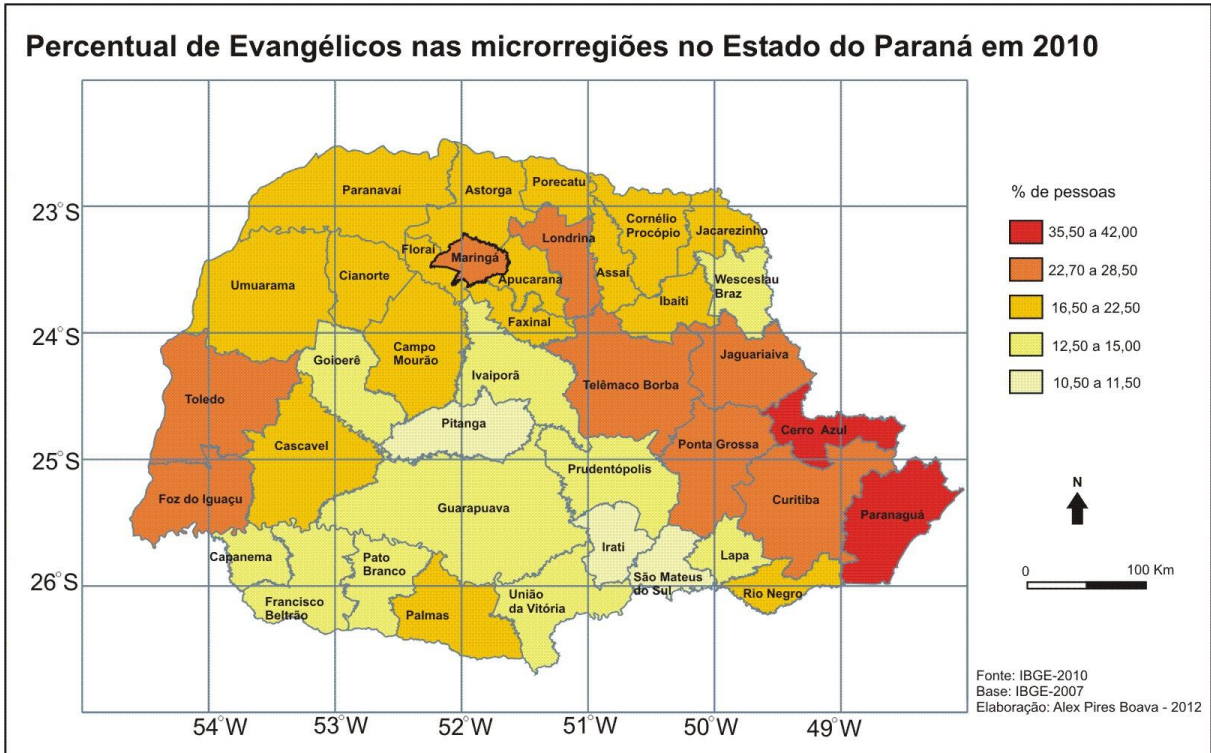 Percentual de Evangélicos nas microrregiões no Estado do Paraná em 2010
% de pessoas
35,50 a 42,00
22,70 a 28,50
16,50 a 22,50
12,50 a 15,00
10,50 a 11,50
N
0 100 Km
23°S
24°S
25°S
26°S
54°W 53°W 52°W 51°W 50°W 49°W
Paranavaí
Astorga
Porecatu
Cornélio
Procópio
Jacarezinho
Londrina
Floraí
Maringá
Apucarana
Assaí
Wesceslau
Braz
Umuarama
Cianorte
Ibaiti
Faxinal
Goioerê
Campo
Mourão
Ivaiporã
Telêmaco Borba
Jaguariaiva
Toledo
Pitanga
Cerro Azul
Cascavel
Ponta Grossa
Prudentópolis
Foz do Iguaçu
Guarapuava
Curitiba
Paranaguá
Capanema
Pato
Branco
Irati
Lapa
São Mateus
do Sul
Rio Negro
Francisco
Beltrão
Palmas
União
da Vitória
Fonte: IBGE-2010
Base: IBGE-2007
Elaboração: Alex Pires Boava - 2012